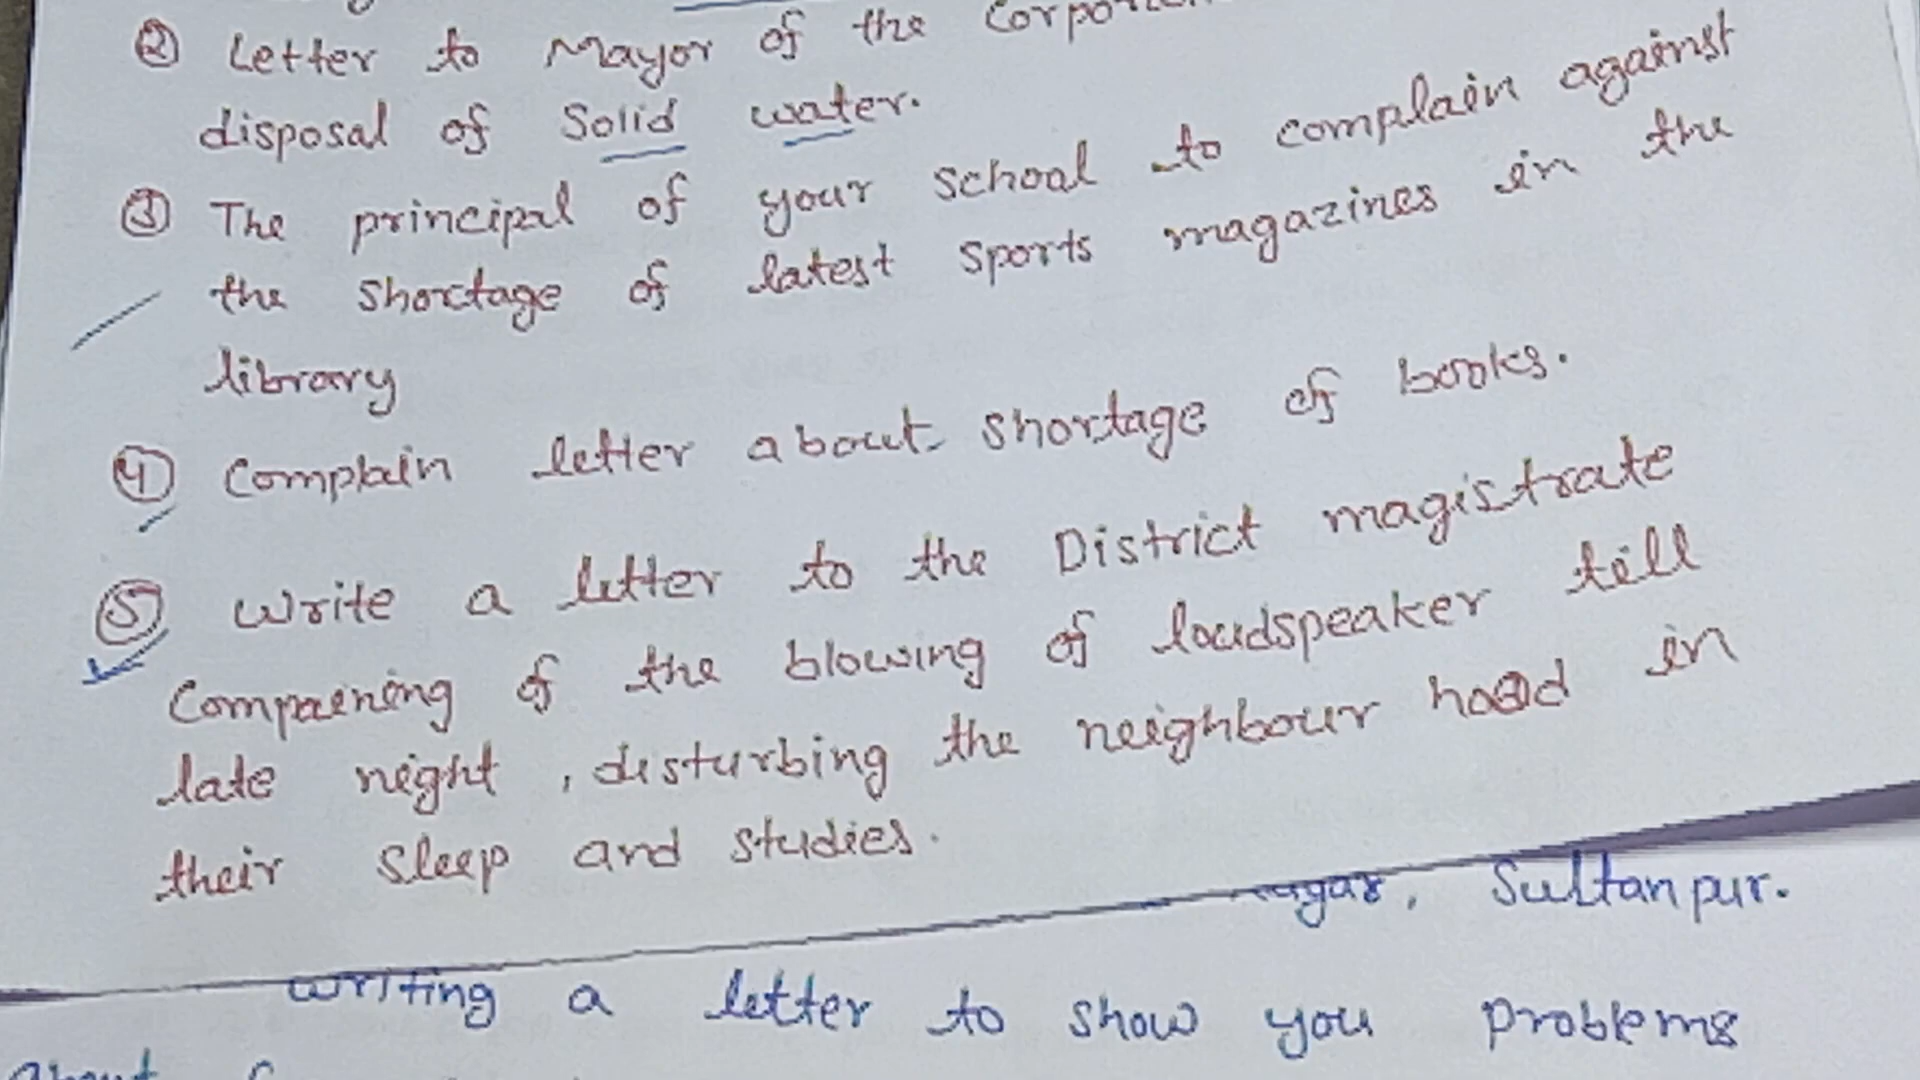 ② Letter to Mayor of the
disposal of Solid water.
③ The principal of your school to complain against
the shortage of latest sports magazines in the
library
④ Complain letter about shortage of books.
⑤ Write a letter to the District magistrate
Compaening of the blowing of loudspeaker till
late night , disturbing the neighbour hood in
their sleep and studies.
Sultanpur.
writing a letter to show you problems
about